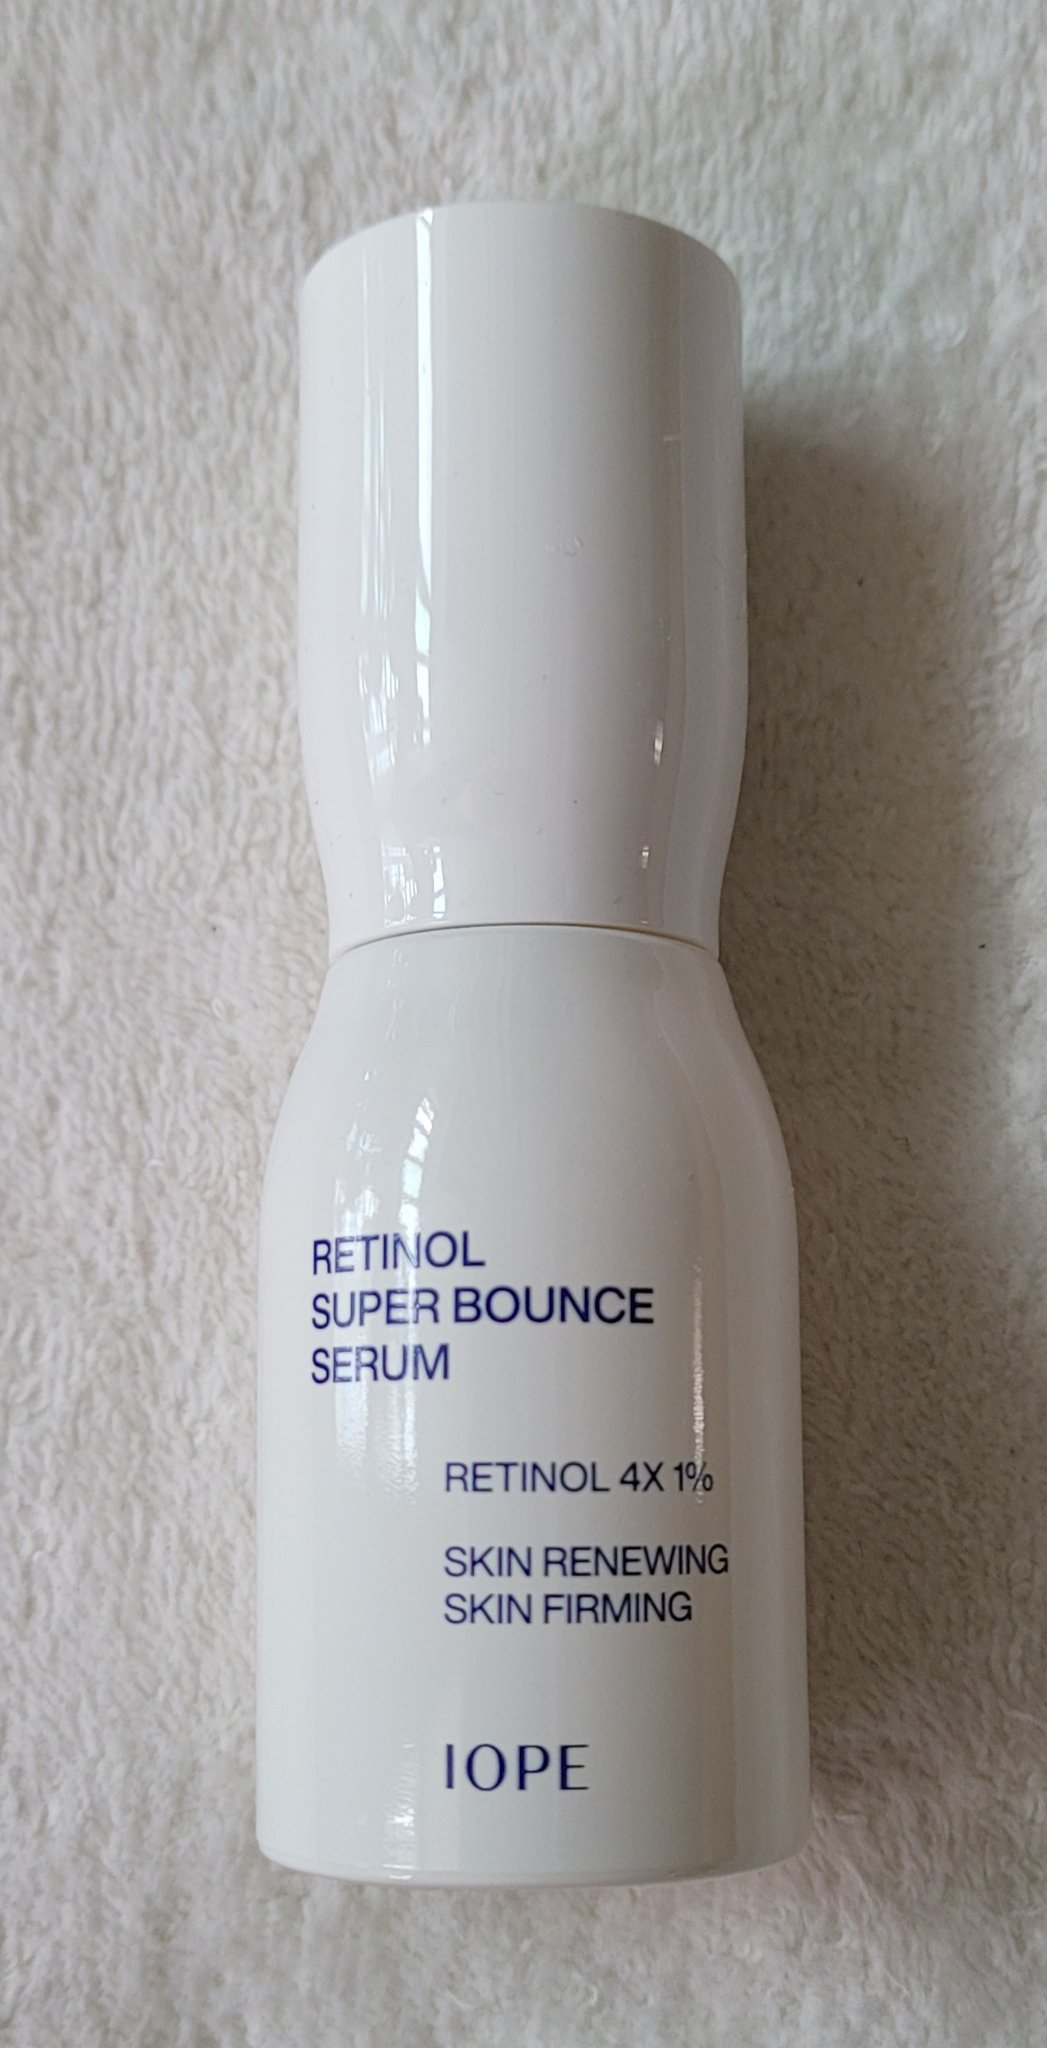 RETINOL
SUPER BOUNCE
SERUM
RETINOL 4X 1%
SKIN RENEWING
SKIN FIRMING
IOPE